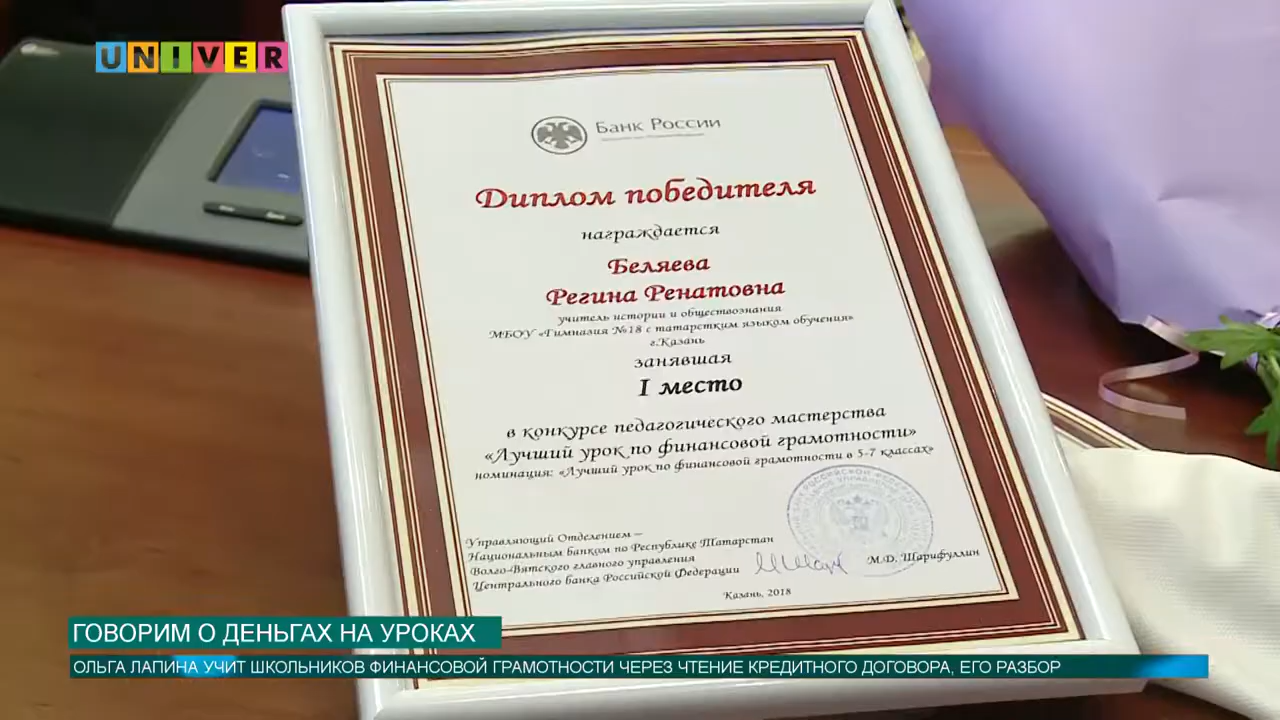 UNIVER
Банк России
Диплом победителя
награждается
Беляева
Регина Ренатовна
учитель истории и обществознания
МБОУ «Гимназия №18 с татарстким языком обучения»
г.Казань
занявшая
I место
в конкурсе педагогического мастерства
«Лучший урок по финансовой грамотности»
номинация: «Лучший урок по финансовой грамотности в 5-7 классах»
Управляющий Отделением –
Национальным банком по Республике Татарстан
Волго-Вятского главного управления
Центрального банка Российской Федерации
М.Д. Шарифуллин
Казань, 2018
ГОВОРИМ О ДЕНЬГАХ НА УРОКАХ
ОЛЬГА ЛАПИНА УЧИТ ШКОЛЬНИКОВ ФИНАНСОВОЙ ГРАМОТНОСТИ ЧЕРЕЗ ЧТЕНИЕ КРЕДИТНОГО ДОГОВОРА, ЕГО РАЗБОР